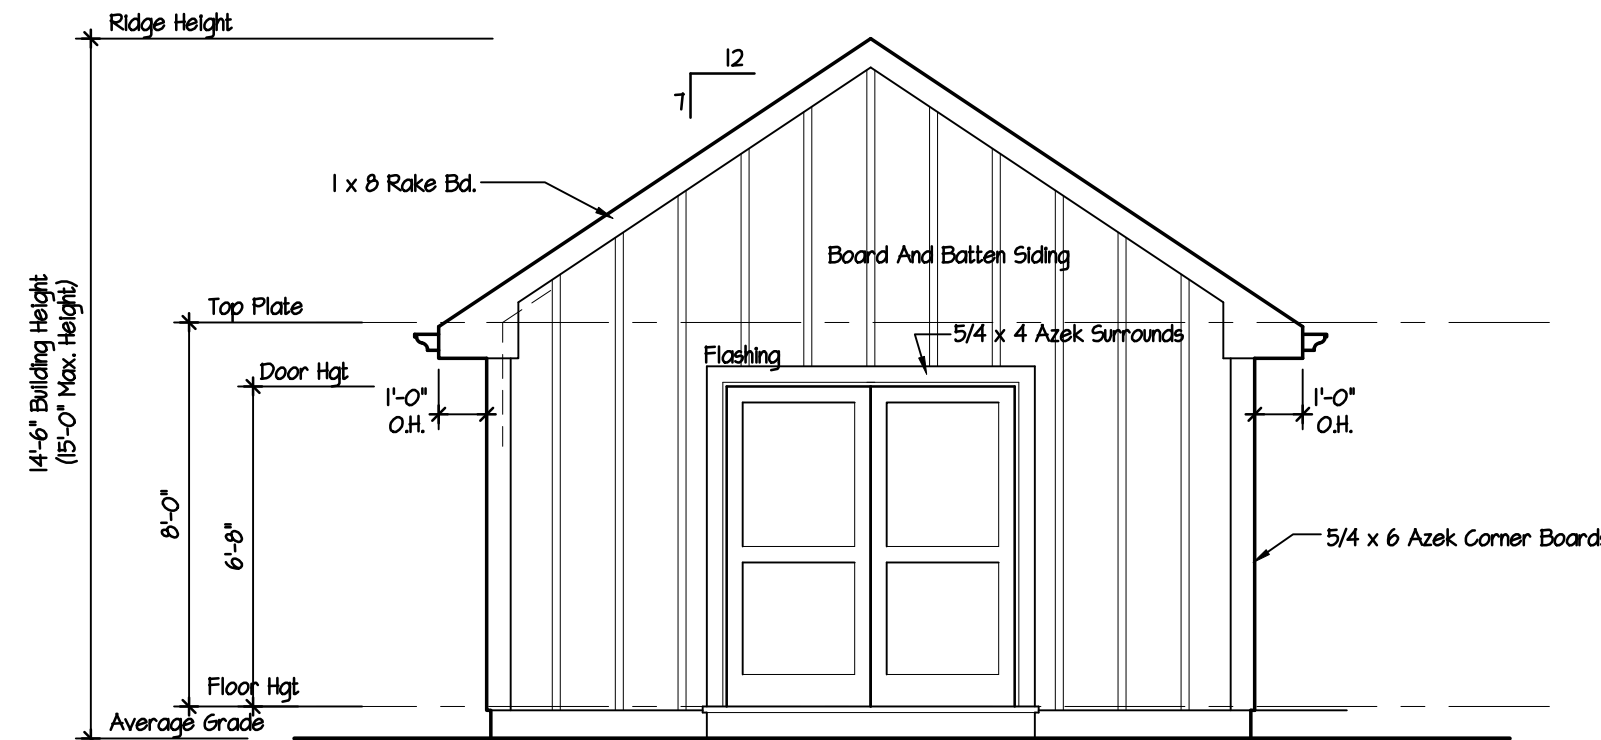 Ridge Height
12
7
1 x 8 Rake Bd.
Board And Batten Siding
14'-6" Building Height
(15'-0" Max. Height)
Top Plate
5/4 x 4 Azek Surrounds
Flashing
Door Hgt
1'-0"
O.H.
1'-0"
O.H.
8'-0"
6'-8"
5/4 x 6 Azek Corner Boards
Floor Hgt
Average Grade